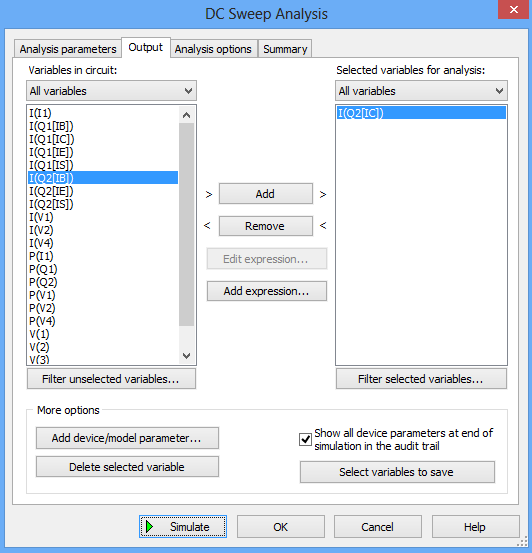 DC Sweep Analysis
Analysis parameters Output Analysis options Summary
Variables in circuit:
All variables
I(I1)
I(Q1[IB])
I(Q1[IC])
I(Q1[IE])
I(Q1[IS])
I(Q2[IB])
I(Q2[IE])
I(Q2[IS])
I(V1)
I(V2)
I(V4)
P(I1)
P(Q1)
P(Q2)
P(V1)
P(V2)
P(V4)
V(1)
V(2)
V(3)
Filter unselected variables...
> Add >
< Remove <
Edit expression...
Add expression...
Selected variables for analysis:
All variables
I(Q2[IC])
Filter selected variables...
More options
Add device/model parameter...
Delete selected variable
Show all device parameters at end of
simulation in the audit trail
Select variables to save
Simulate OK Cancel Help